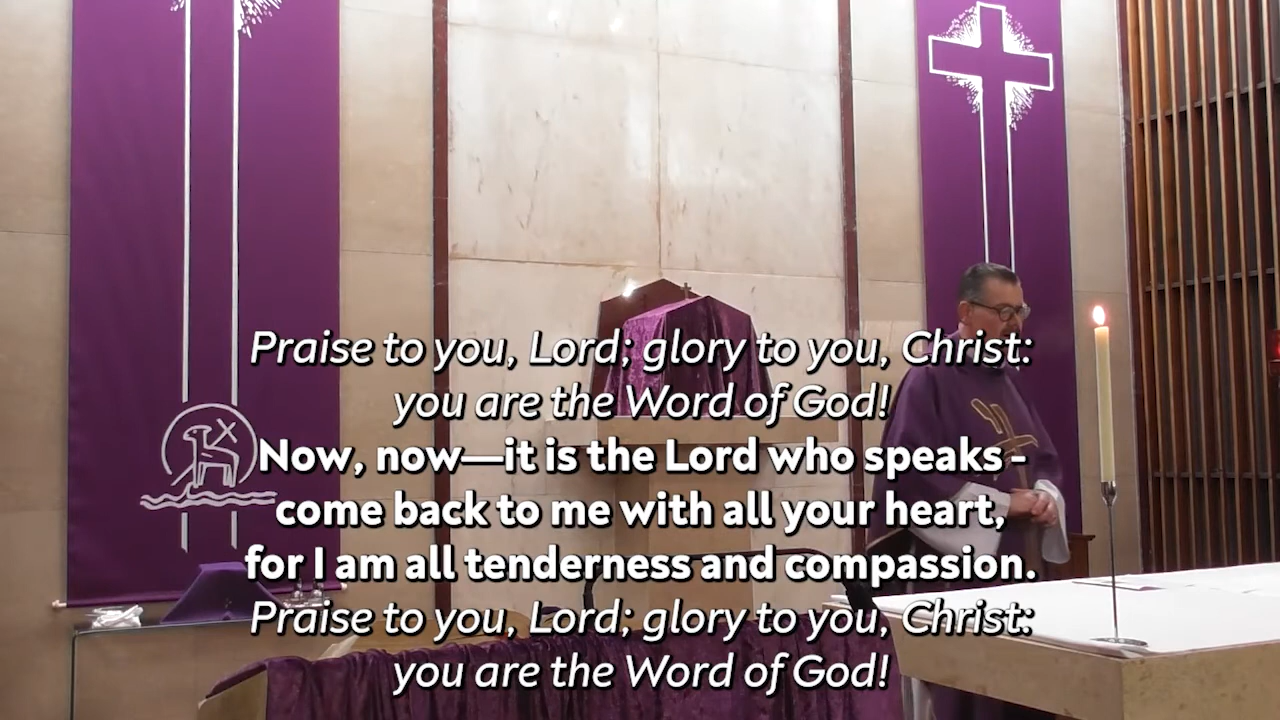 Praise to you, Lord; glory to you, Christ:
you are the Word of God!
Now, now—it is the Lord who speaks -
come back to me with all your heart,
for I am all tenderness and compassion.
Praise to you, Lord; glory to you, Christ:
you are the Word of God!